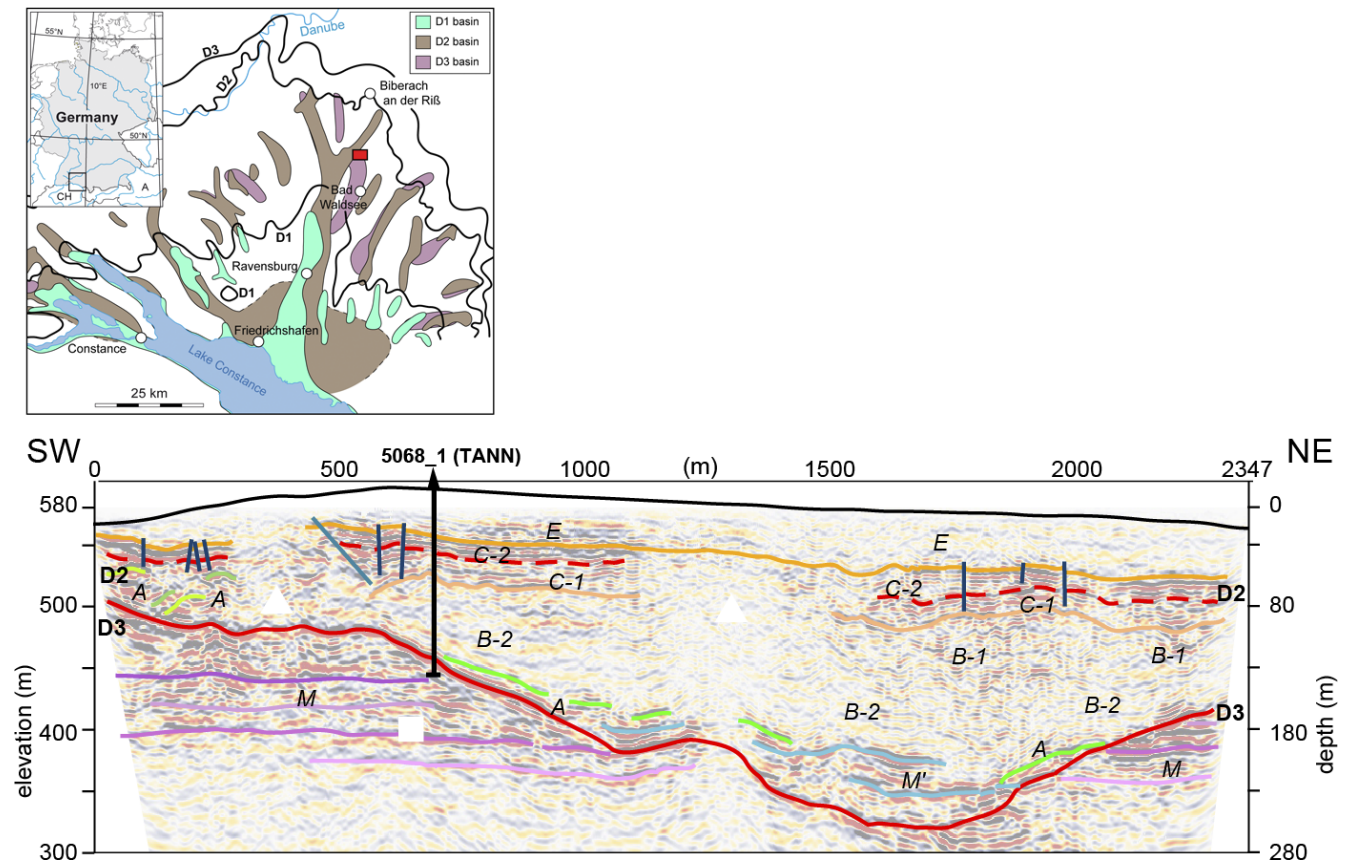 55°N
10°E
Germany
50°N
CH
A
Danube
D1 basin
D2 basin
D3 basin
D3
D2
Biberach
an der Riß
Bad
Waldsee
D1
Ravensburg
D1
Friedrichshafen
Constance
Lake Constance
25 km
SW
5068_1 (TANN)
NE
0
500
1000
(m)
1500
2000
2347
580
500
400
300
elevation (m)
0
80
180
280
depth (m)
E
E
C-2
C-2
C-1
C-1
D2
D2
A
A
D3
B-2
B-1
B-1
M
A
B-2
B-2
D3
A
M'
M